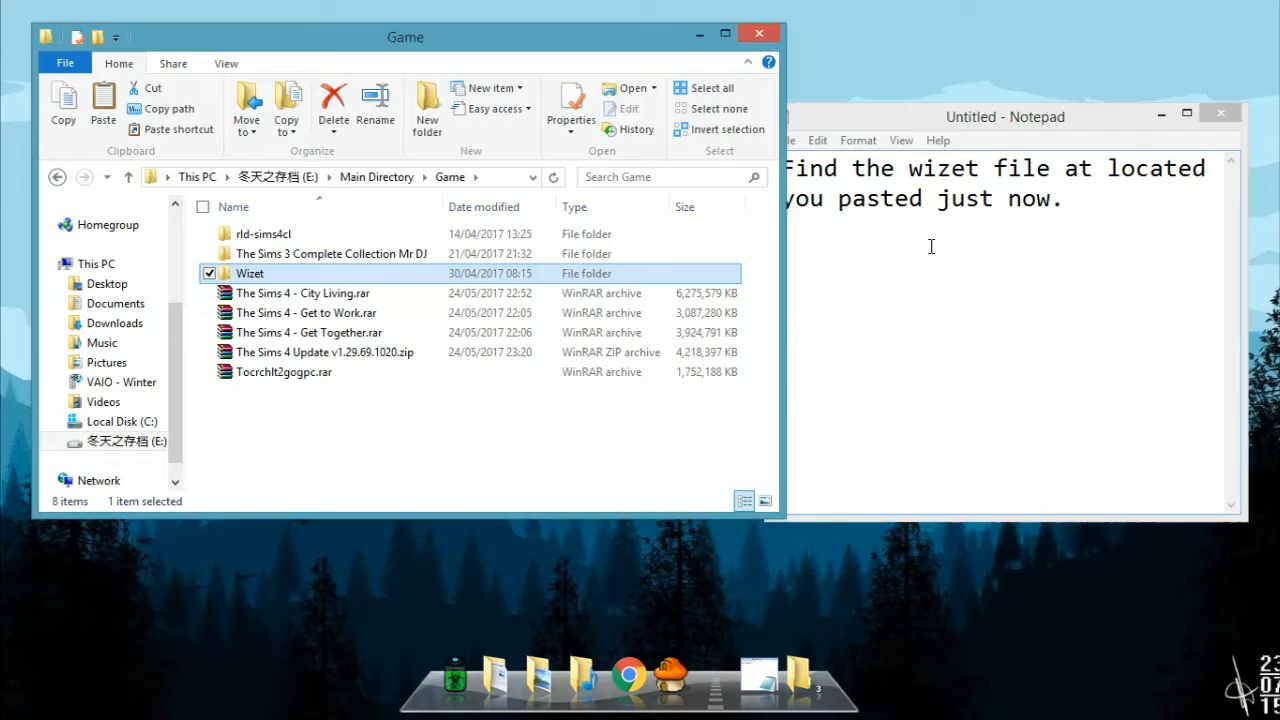 Game
File
Home
Share
View
Copy
Paste
Cut
Copy path
Paste shortcut
Clipboard
Move to
Copy to
Delete
Rename
Organize
New folder
New item
Easy access
New
Properties
Open
Edit
History
Open
Select all
Select none
Invert selection
Select
This PC
冬天之存档 (E:)
Main Directory
Game
Search Game
Homegroup
This PC
Desktop
Documents
Downloads
Music
Pictures
VAIO - Winter
Videos
Local Disk (C:)
冬天之存档 (E:)
Network
Name Date modified Type Size
rld-sims4cl 14/04/2017 13:25 File folder
The Sims 3 Complete Collection Mr DJ 21/04/2017 21:32 File folder
Wizet 30/04/2017 08:15 File folder
The Sims 4 - City Living.rar 24/05/2017 22:52 WinRAR archive 6,275,579 KB
The Sims 4 - Get to Work.rar 24/05/2017 22:05 WinRAR archive 3,087,280 KB
The Sims 4 - Get Together.rar 24/05/2017 22:06 WinRAR archive 3,924,791 KB
The Sims 4 Update v1.29.69.1020.zip 24/05/2017 23:20 WinRAR ZIP archive 4,218,397 KB
Tocrchlt2gogpc.rar WinRAR archive 1,752,188 KB
8 items 1 item selected
Untitled - Notepad
le Edit Format View Help
Find the wizet file at located
you pasted just now.
3
23
07
15